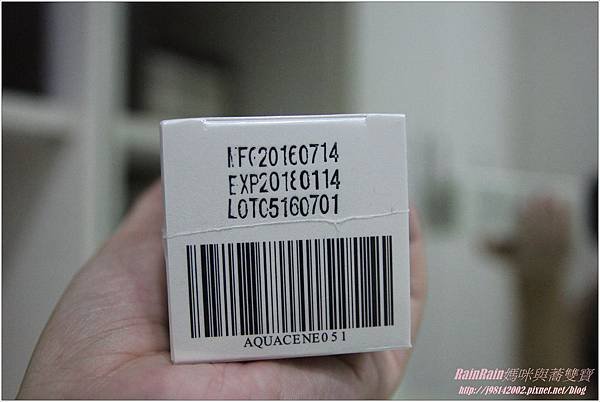 MFG20160714
EXP20180114
LOT05160701
AQUACENE051
RainRain媽咪與蕎雙寶
http://j98142002.pixnet.net/blog